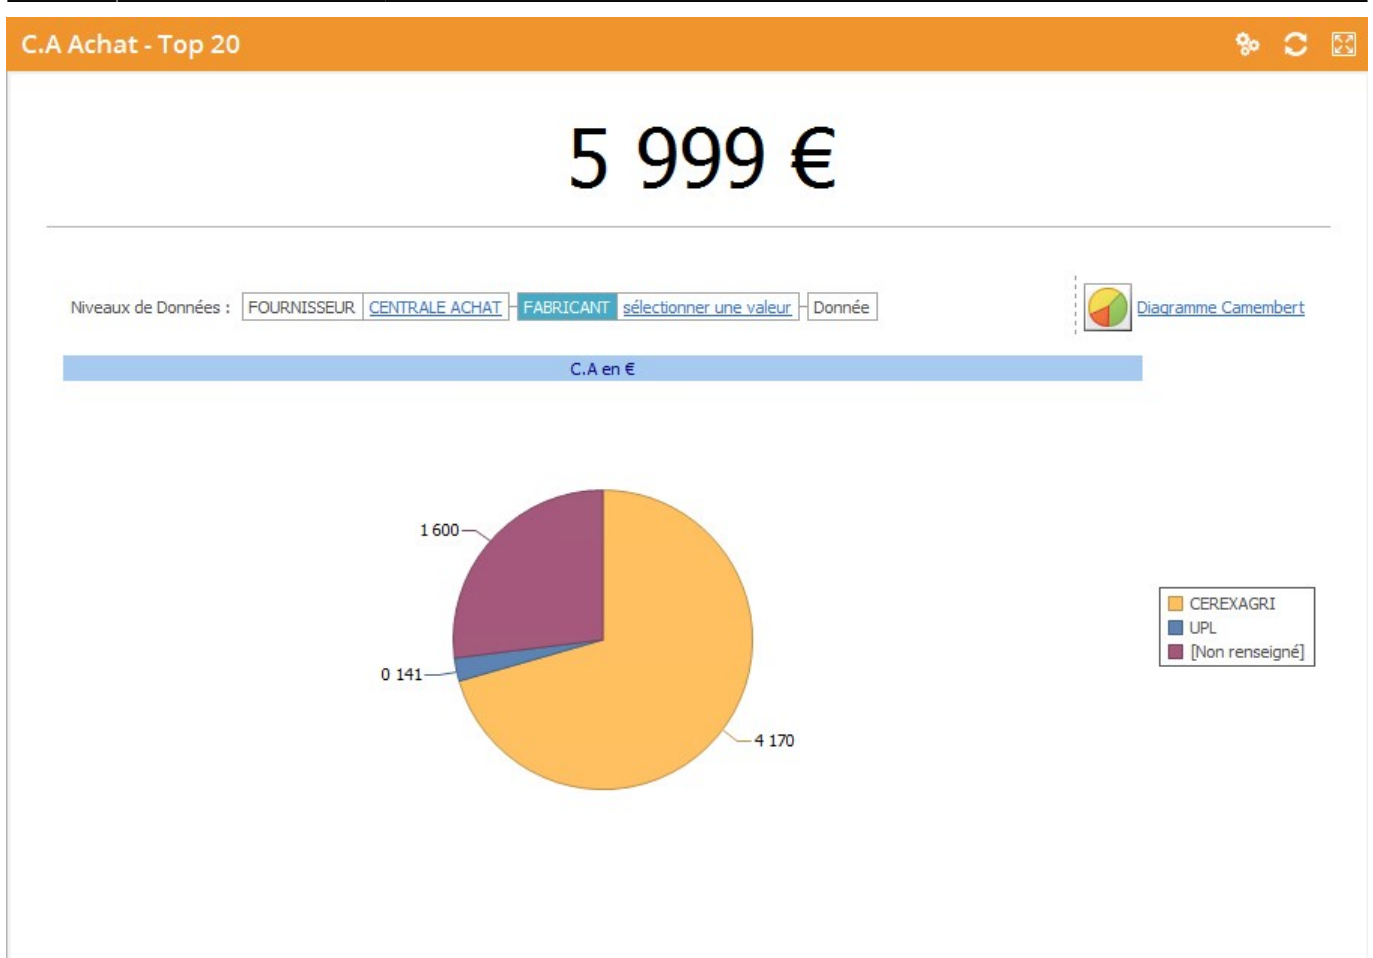 C.A Achat - Top 20
5 999 €
Niveaux de Données : FOURNISSEUR CENTRALE ACHAT FABRICANT sélectionner une valeur Donnée
Diagramme Camembert
C.A en €
1 600
0 141
4 170
CEREXAGRI
UPL
[Non renseigné]